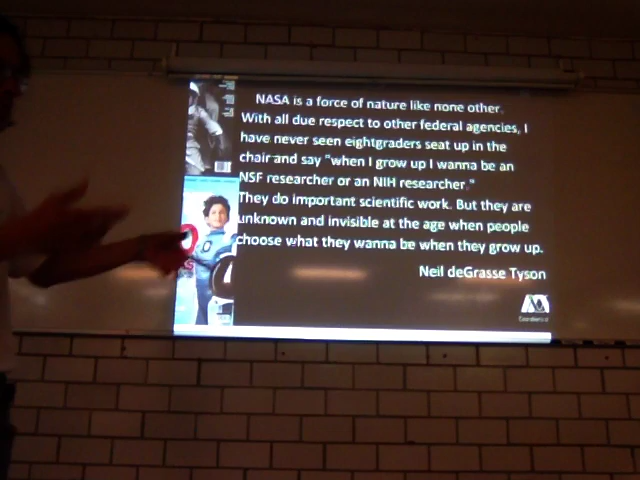 NASA is a force of nature like none other.
With all due respect to other federal agencies, I
have never seen eightgraders seat up in the
chair and say "when I grow up I wanna be an
NSF researcher or an NIH researcher."
They do important scientific work. But they are
unknown and invisible at the age when people
choose what they wanna be when they grow up.
Neil deGrasse Tyson